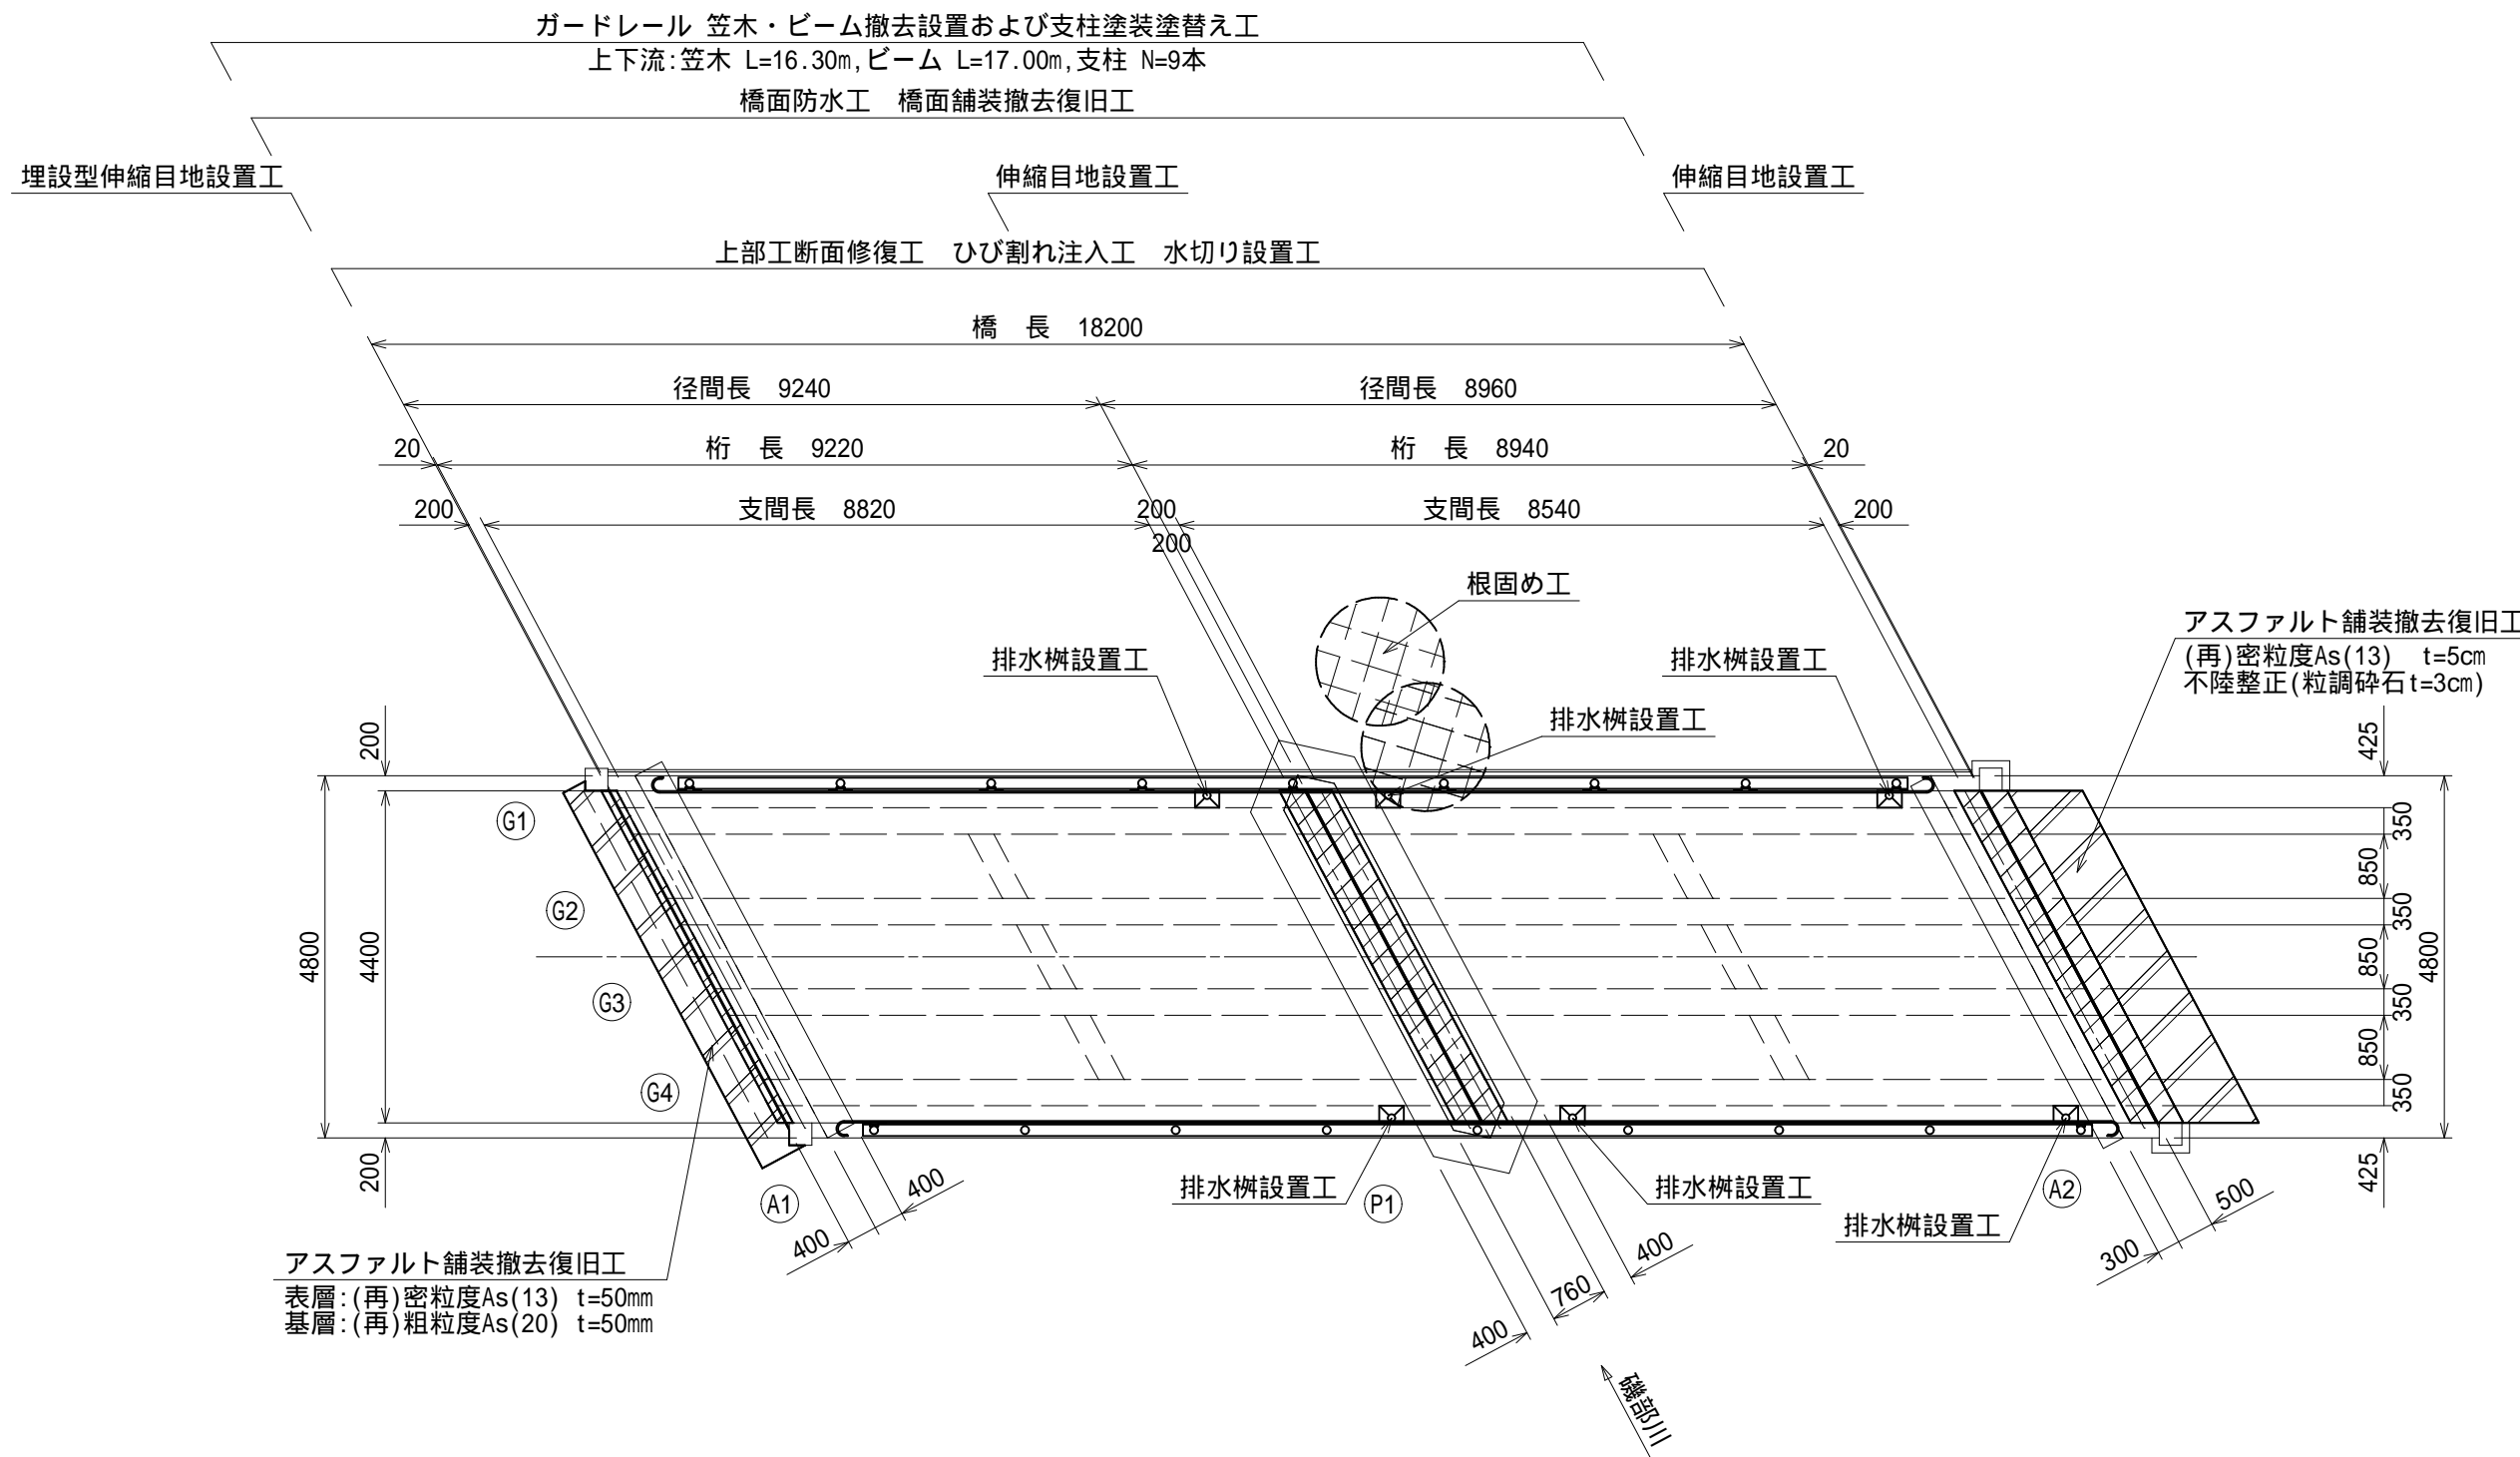 ガードレール 笠木・ビーム撤去設置および支柱塗装塗替え工
上下流:笠木 L=16.30m,ビーム L=17.00m,支柱 N=9本
橋面防水工　橋面舗装撤去復旧工
埋設型伸縮目地設置工
伸縮目地設置工
伸縮目地設置工
上部工断面修復工　ひび割れ注入工　水切り設置工
橋　長　18200
径間長　9240
径間長　8960
20
桁　長　9220
桁　長　8940
20
200
支間長　8820
200
200
支間長　8540
200
根固め工
排水桝設置工
排水桝設置工
排水桝設置工
アスファルト舗装撤去復旧工
(再)密粒度As(13)　t=5cm
不陸整正(粒調砕石t=3cm)
200
4400
4800
200
425
350
850
350
850
350
850
350
4800
425
G1
G2
G3
G4
A1
P1
A2
排水桝設置工
排水桝設置工
排水桝設置工
400
400
400
760
400
300
500
アスファルト舗装撤去復旧工
表層:(再)密粒度As(13)　t=50mm
基層:(再)粗粒度As(20)　t=50mm
磯部川